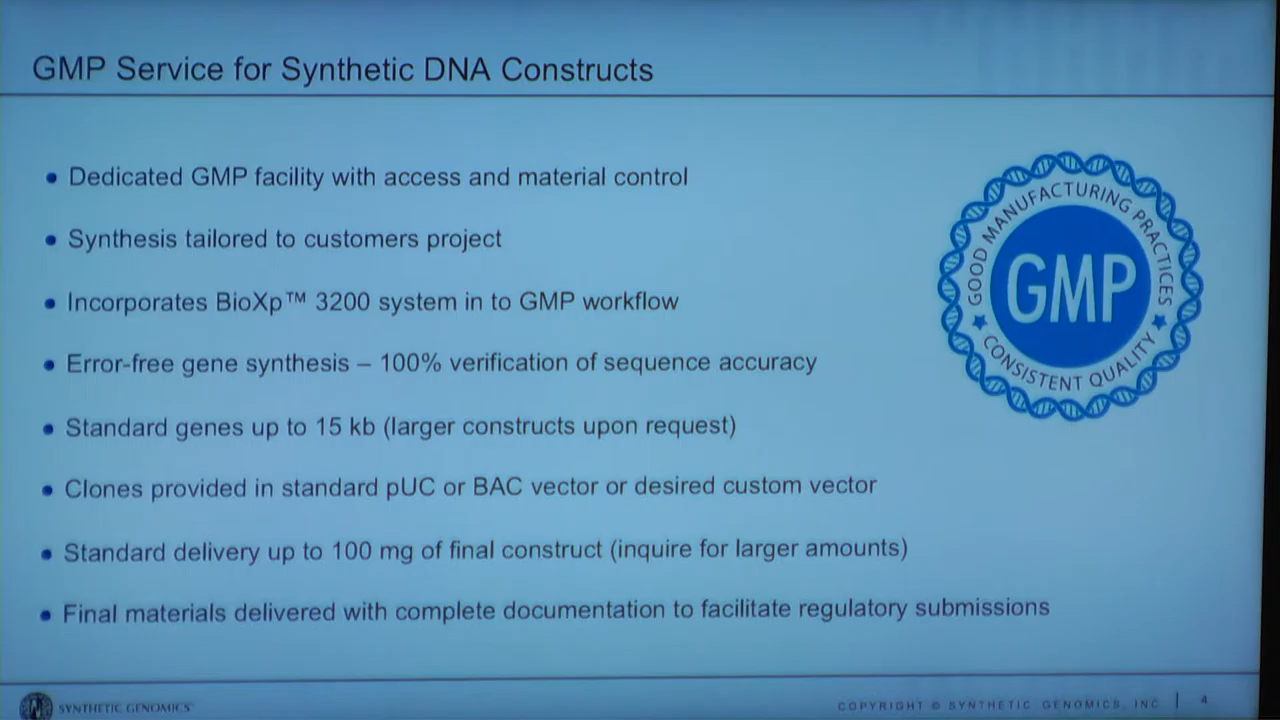 GMP Service for Synthetic DNA Constructs
• Dedicated GMP facility with access and material control
• Synthesis tailored to customers project
• Incorporates BioXp™ 3200 system in to GMP workflow
• Error-free gene synthesis – 100% verification of sequence accuracy
• Standard genes up to 15 kb (larger constructs upon request)
• Clones provided in standard pUC or BAC vector or desired custom vector
• Standard delivery up to 100 mg of final construct (inquire for larger amounts)
• Final materials delivered with complete documentation to facilitate regulatory submissions
GOOD MANUFACTURING PRACTICES
GMP
CONSISTENT QUALITY
SYNTHETIC GENOMICS
COPYRIGHT © SYNTHETIC GENOMICS, INC | 4